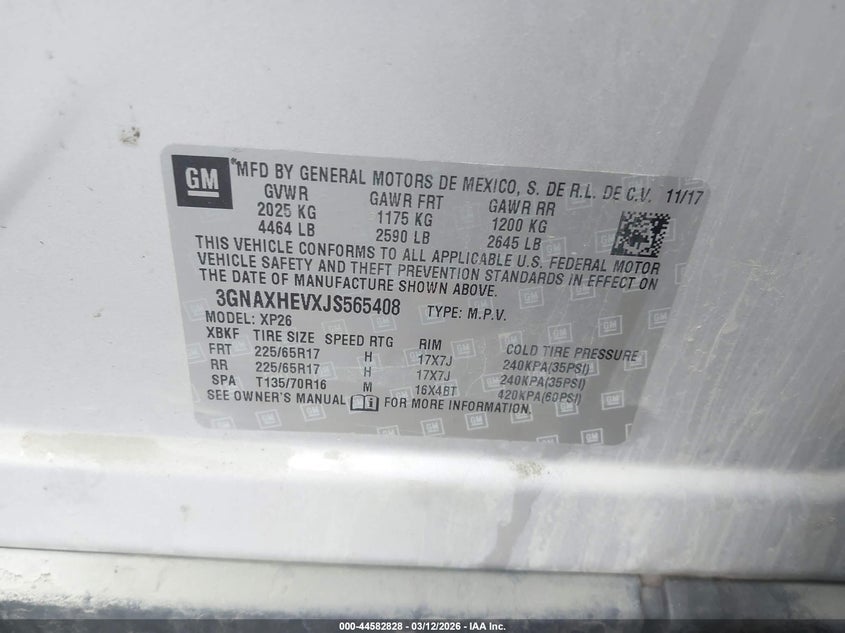 GM
*MFD BY GENERAL MOTORS DE MEXICO, S. DE R.L. DE C.V. 11/17
GVWR GAWR FRT GAWR RR
2025 KG 1175 KG 1200 KG
4464 LB 2590 LB 2645 LB
THIS VEHICLE CONFORMS TO ALL APPLICABLE U.S. FEDERAL MOTOR
VEHICLE SAFETY AND THEFT PREVENTION STANDARDS IN EFFECT ON
THE DATE OF MANUFACTURE SHOWN ABOVE.
3GNAXHEVXJS565408 TYPE: M.P.V.
MODEL: XP26
XBKF TIRE SIZE SPEED RTG RIM COLD TIRE PRESSURE
FRT 225/65R17 H 17X7J 240KPA(35PSI)
RR 225/65R17 H 17X7J 240KPA(35PSI)
SPA T135/70R16 M 16X4BT 420KPA(60PSI)
SEE OWNER'S MANUAL FOR MORE INFORMATION.
000-44582828 - 03/12/2026 - IAA Inc.